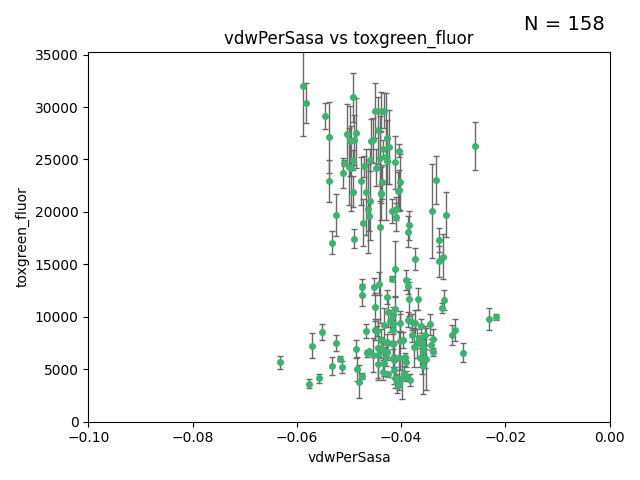 N = 158
vdwPerSasa vs toxgreen_fluor
35000
30000
25000
20000
15000
10000
5000
0
toxgreen_fluor
−0.10 −0.08 −0.06 −0.04 −0.02 0.00
vdwPerSasa